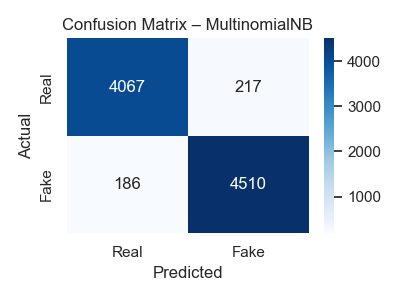 Confusion Matrix – MultinomialNB
Actual
Real
4067
217
Fake
186
4510
Real
Fake
Predicted
4000
3000
2000
1000